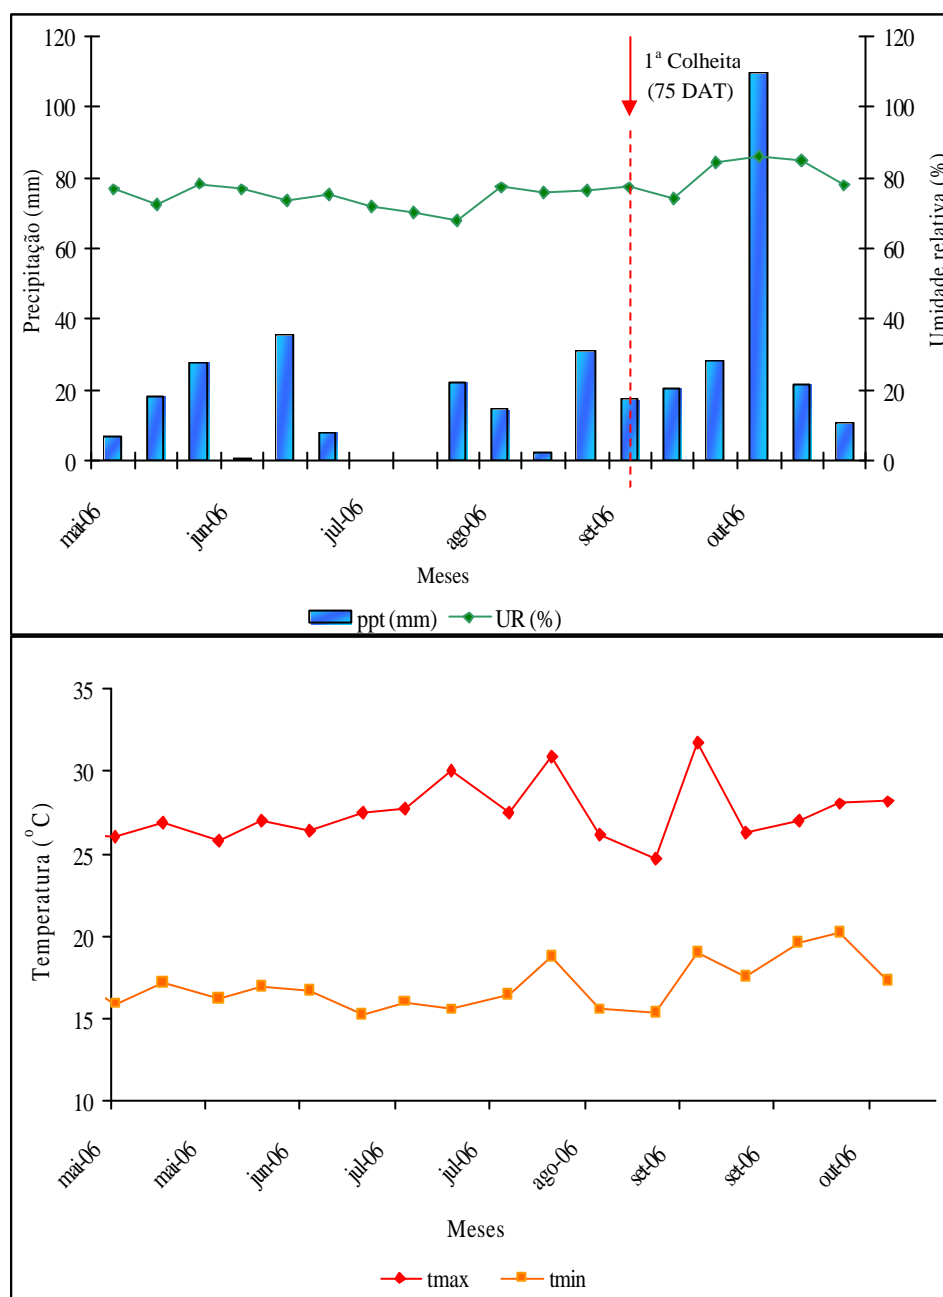 120
100
80
60
40
20
0
Precipitação (mm)
1ª Colheita
(75 DAT)
120
100
80
60
40
20
0
Umidade relativa (%)
mai-06
jun-06
jul-06
ago-06
set-06
out-06
Meses
ppt (mm)
UR (%)
35
30
25
20
15
10
Temperatura (°C)
mai-06
mai-06
jun-06
jul-06
jul-06
ago-06
set-06
set-06
out-06
Meses
tmax
tmin